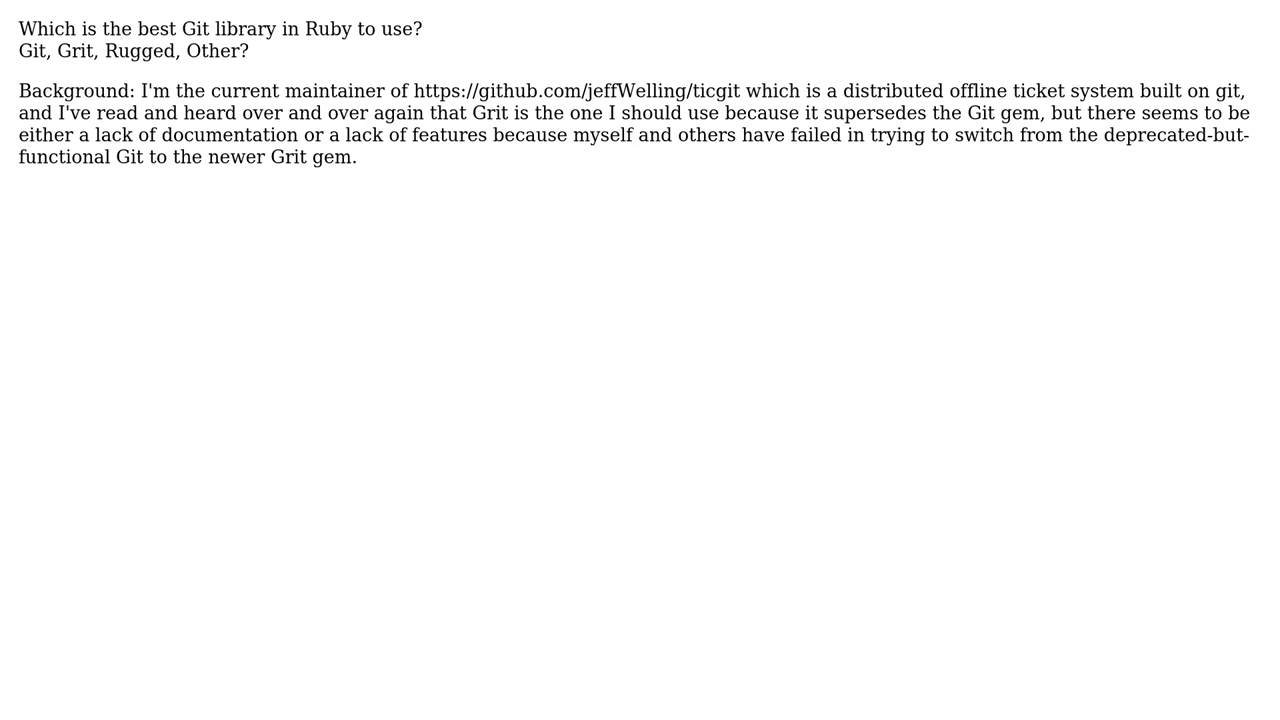 Which is the best Git library in Ruby to use?
Git, Grit, Rugged, Other?
Background: I'm the current maintainer of https://github.com/jeffWelling/ticgit which is a distributed offline ticket system built on git,
and I've read and heard over and over again that Grit is the one I should use because it supersedes the Git gem, but there seems to be
either a lack of documentation or a lack of features because myself and others have failed in trying to switch from the deprecated-but-
functional Git to the newer Grit gem.